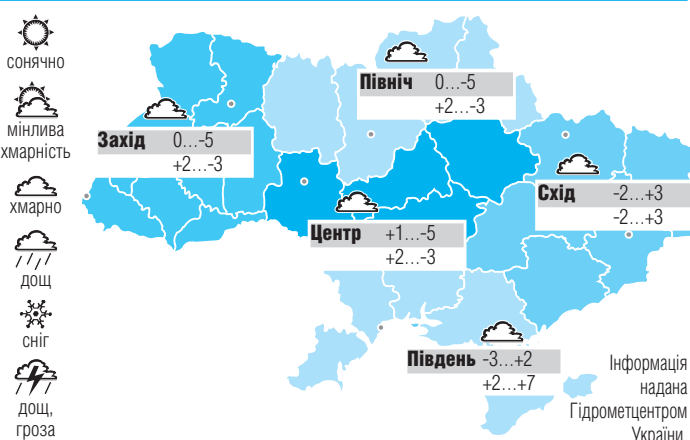 сонячно
мінлива
хмарність
хмарно
дощ
сніг
дощ,
гроза
Північ 0…-5
+2…-3
Захід 0…-5
+2…-3
Схід -2…+3
-2…+3
Центр +1…-5
+2…-3
Південь -3…+2
+2…+7
Інформація
надана
Гідрометцентром
України